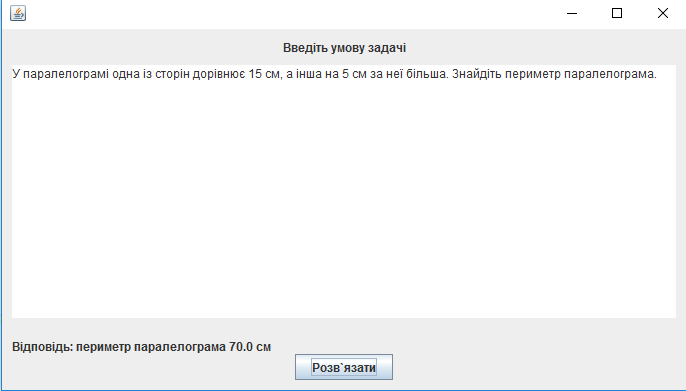 Введіть умову задачі
У паралелограмі одна із сторін дорівнює 15 см, а інша на 5 см за неї більша. Знайдіть периметр паралелограма.
Відповідь: периметр паралелограма 70.0 см
Розв`язати